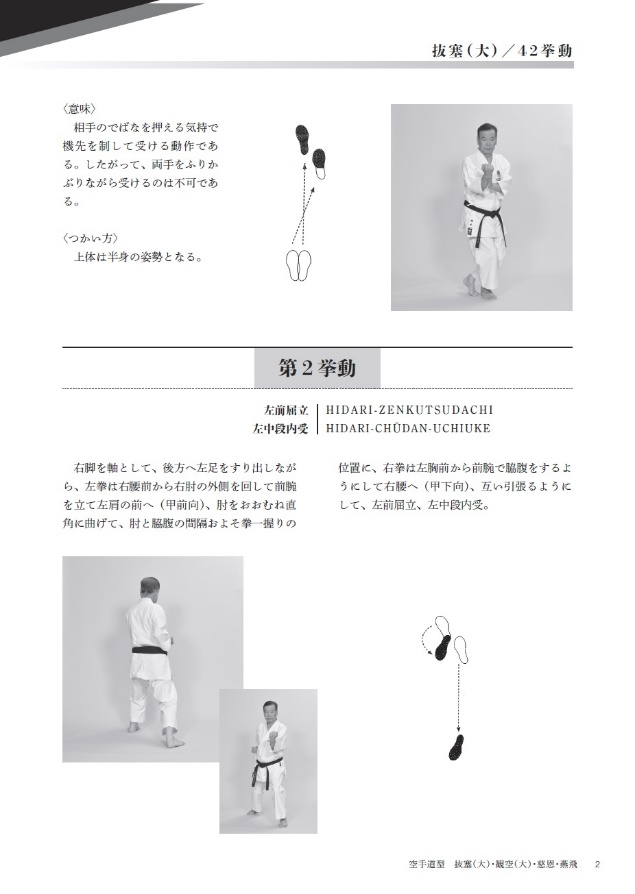 抜塞(大)／42挙動
〈意味〉
相手のでばなを押える気持で
機先を制して受ける動作であ
る。したがって、両手をふりか
ぶりながら受けるのは不可であ
る。
〈つかい方〉
上体は半身の姿勢となる。
第2挙動
左前屈立 HIDARI-ZENKUTSUDACHI
左中段内受 HIDARI-CHŪDAN-UCHIUKE
右脚を軸として、後方へ左足をすり出しなが
ら、左拳は右腰前から右肘の外側を回して前腕
を立て左肩の前へ（甲前向）、肘をおおむね直
角に曲げて、肘と脇腹の間隔およそ拳一握りの
位置に、右拳は左胸前から前腕で脇腹をするよ
うにして右腰へ（甲下向）、互い引張るように
して、左前屈立、左中段内受。
空手道型 抜塞(大)・観空(大)・慈恩・燕飛 2